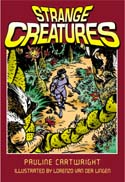 STRANGE
CREATURES
PAULINE CARTWRIGHT
ILLUSTRATED BY LORENZO VAN DER LINGEN